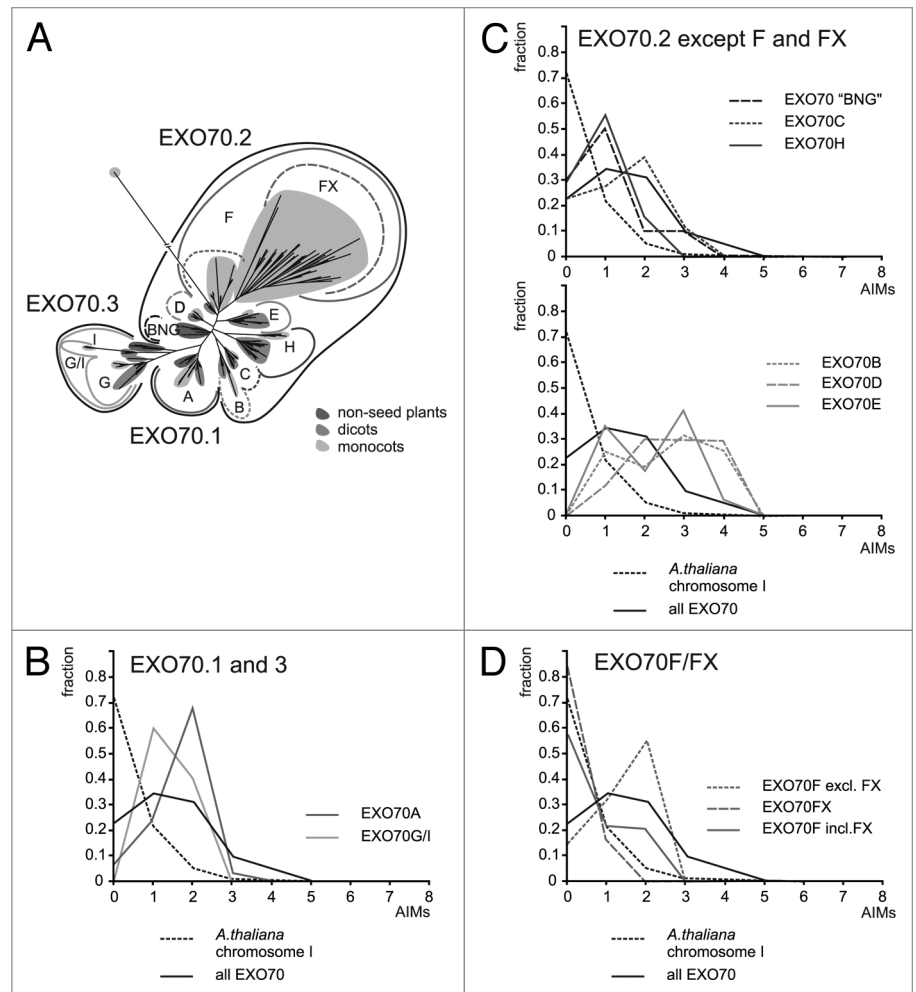 A
EXO70.2
FX
F
EXO70.3
D
E
BNG
I
H
G/I
G
C
A
B
EXO70.1
non-seed plants
dicots
monocots
C
EXO70.2 except F and FX
fraction
0.8
0.7
0.6
0.5
0.4
0.3
0.2
0.1
0
0 1 2 3 4 5 6 7 8
AIMs
EXO70 "BNG"
EXO70C
EXO70H
fraction
0.8
0.7
0.6
0.5
0.4
0.3
0.2
0.1
0
0 1 2 3 4 5 6 7 8
AIMs
EXO70B
EXO70D
EXO70E
A.thaliana
chromosome I
all EXO70
B
EXO70.1 and 3
fraction
0.8
0.7
0.6
0.5
0.4
0.3
0.2
0.1
0
0 1 2 3 4 5 6 7 8
AIMs
EXO70A
EXO70G/I
A.thaliana
chromosome I
all EXO70
D
EXO70F/FX
fraction
0.8
0.7
0.6
0.5
0.4
0.3
0.2
0.1
0
0 1 2 3 4 5 6 7 8
AIMs
EXO70F excl. FX
EXO70FX
EXO70F incl.FX
A.thaliana
chromosome I
all EXO70